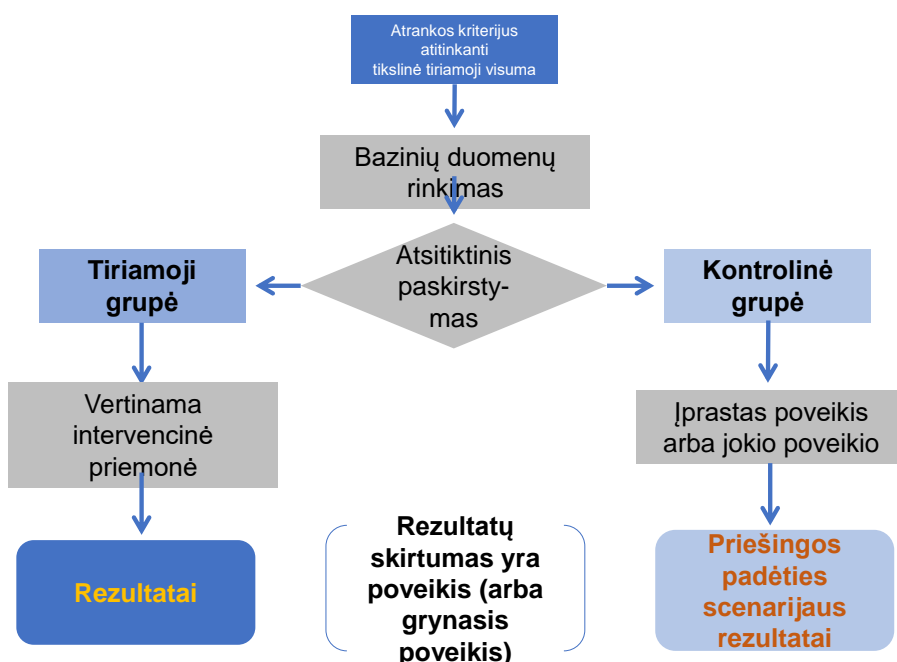 Atrankos kriterijus
atitinkanti
tikslinė tiriamoji visuma
Bazinių duomenų
rinkimas
Atsitiktinis
paskirsty-
mas
Tiriamoji
grupė
Kontrolinė
grupė
Vertinama
intervencinė
priemonė
Įprastas poveikis
arba jokio poveikio
Rezultatai
Rezultatų
skirtumas yra
poveikis (arba
grynasis
poveikis)
Priešingos
padėties
scenarijaus
rezultatai